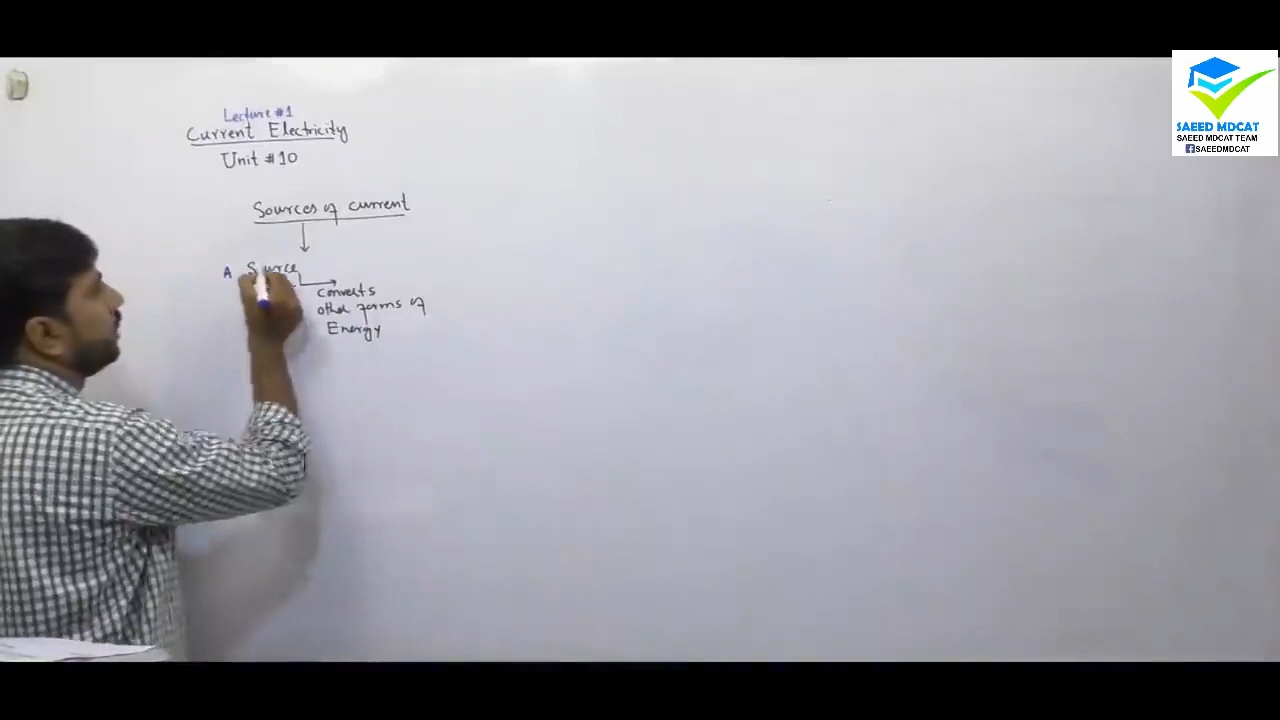 Lecture #1
Current Electricity
Unit #10
Sources of current
A Source
Converts
other forms of
Energy
SAEED MDCAT
SAEED MDCAT TEAM
SAEEDMDCAT